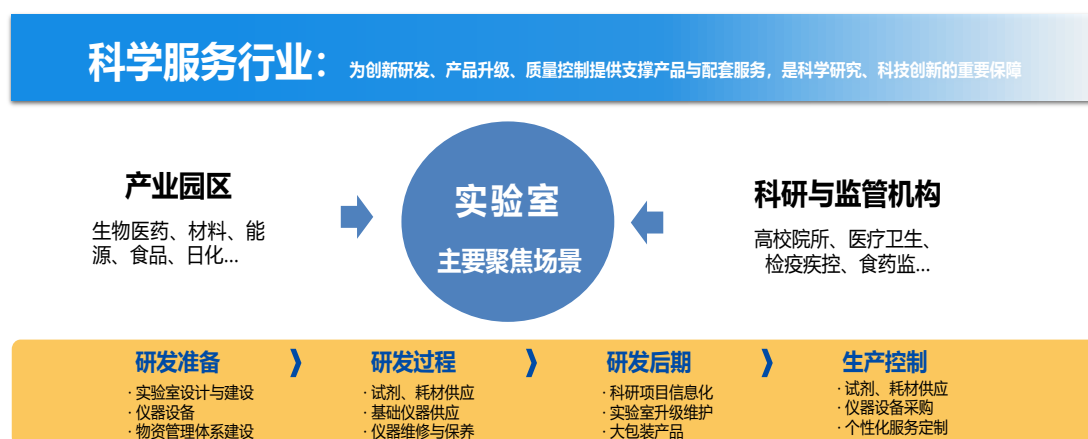 科学服务行业：为创新研发、产品升级、质量控制提供支撑产品与配套服务，是科学研究、科技创新的重要保障
产业园区
生物医药、材料、能
源、食品、日化...
实验室
主要聚焦场景
科研与监管机构
高校院所、医疗卫生、
检疫疾控、食药监...
研发准备
· 实验室设计与建设
· 仪器设备
· 物资管理体系建设
研发过程
· 试剂、耗材供应
· 基础仪器供应
· 仪器维修与保养
研发后期
· 科研项目信息化
· 实验室升级维护
· 大包装产品
生产控制
· 试剂、耗材供应
· 仪器设备采购
· 个性化服务定制